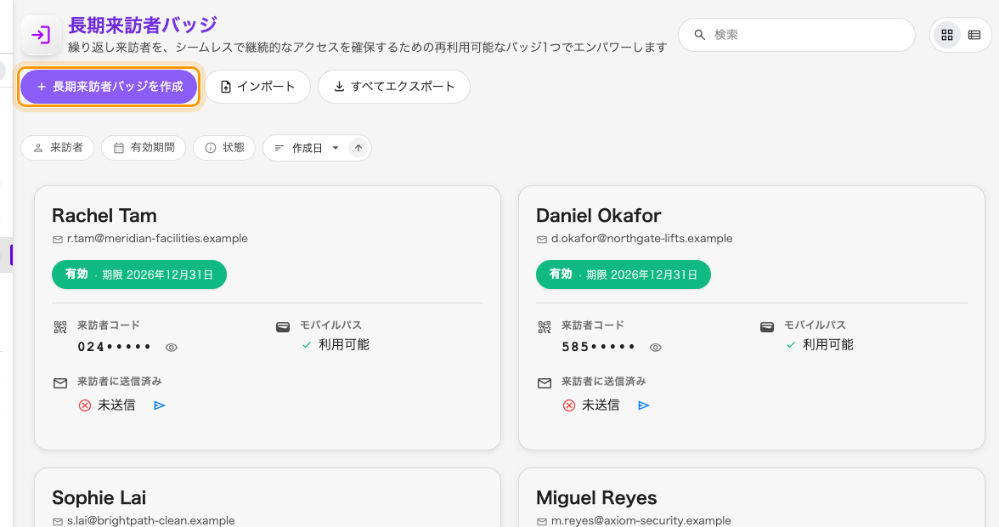 長期来訪者バッジ
繰り返し来訪者を、シームレスで継続的なアクセスを確保するための再利用可能なバッジ1つでエンパワーします
検索
+ 長期来訪者バッジを作成
インポート
すべてエクスポート
来訪者
有効期間
状態
作成日
Rachel Tam
r.tam@meridian-facilities.example
有効 · 期限 2026年12月31日
来訪者コード
024•••••
モバイルパス
利用可能
来訪者に送信済み
未送信
Daniel Okafor
d.okafor@northgate-lifts.example
有効 · 期限 2026年12月31日
来訪者コード
585•••••
モバイルパス
利用可能
来訪者に送信済み
未送信
Sophie Lai
s.lai@brightpath-clean.example
Miguel Reyes
m.reyes@axiom-security.example